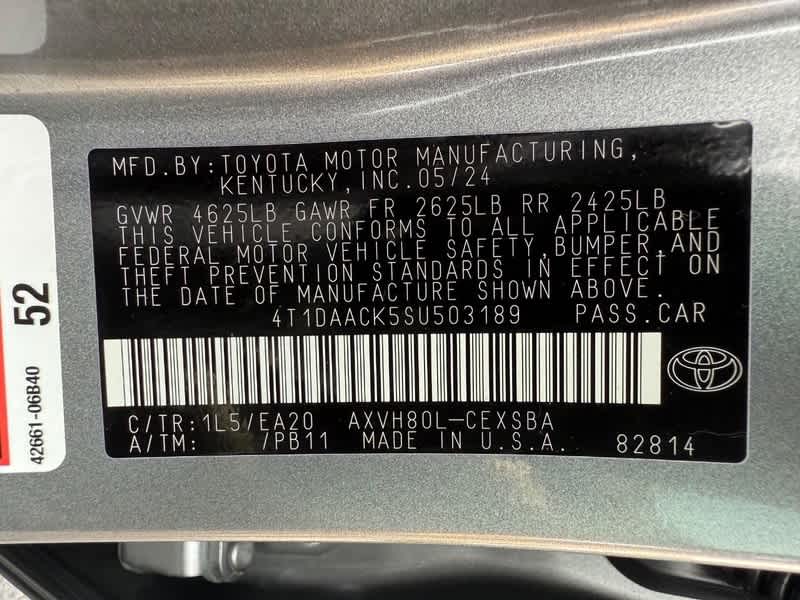 MFD.BY:TOYOTA MOTOR MANUFACTURING,
KENTUCKY,INC.05/24
GVWR 4625LB GAWR FR 2625LB RR 2425LB
THIS VEHICLE CONFORMS TO ALL APPLICABLE
FEDERAL MOTOR VEHICLE SAFETY,BUMPER,AND
THEFT PREVENTION STANDARDS IN EFFECT ON
THE DATE OF MANUFACTURE SHOWN ABOVE.
4T1DAACK5SU503189 PASS.CAR
C/TR:1L5/EA20 AXVH80L-CEXSBA
A/TM: /PB11 MADE IN U.S.A. 82814
52
42661-06B40